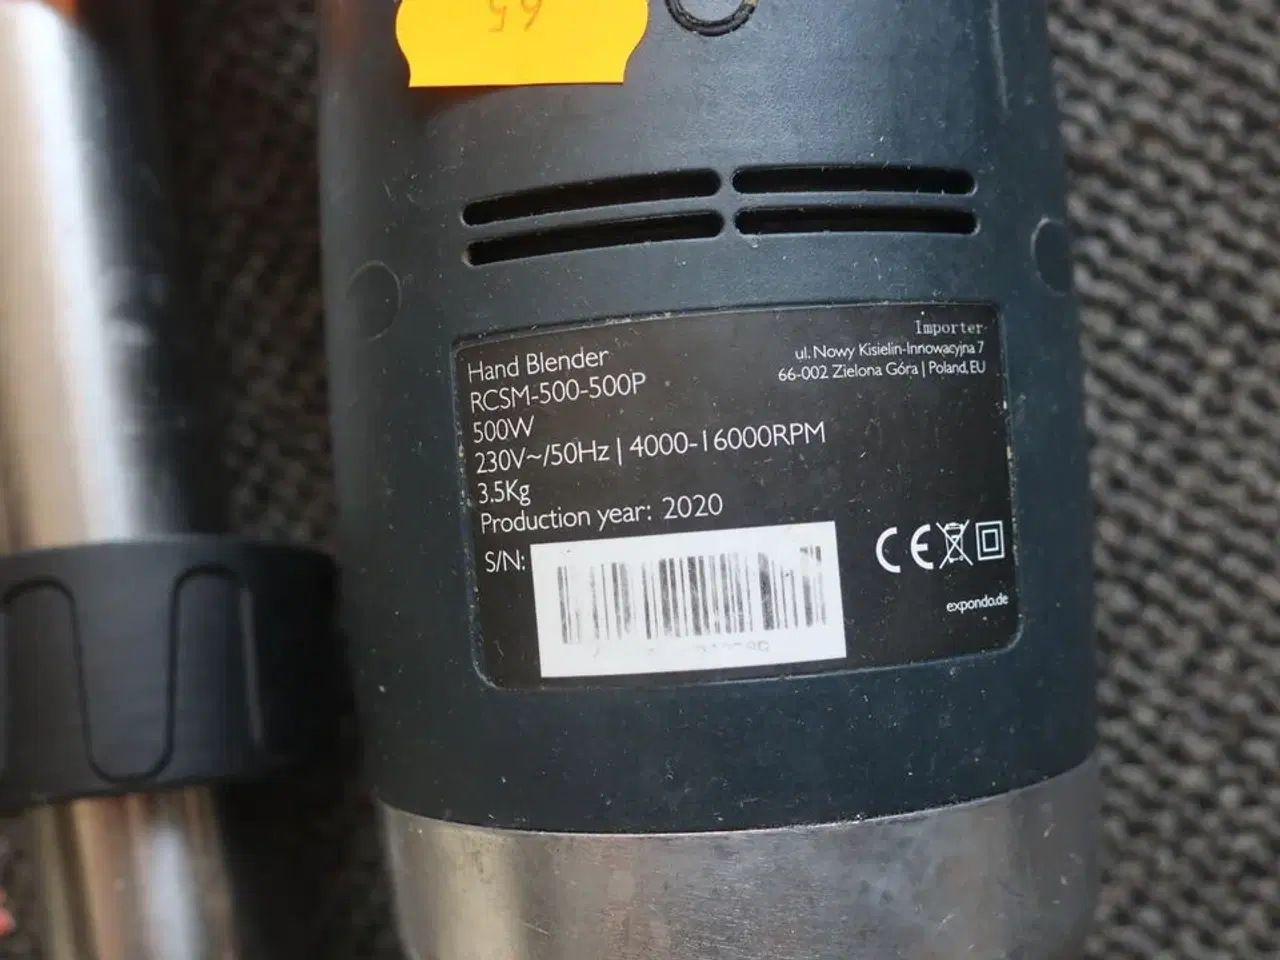 65
Hand Blender
RCSM-500-500P
500W
230V~/50Hz | 4000-16000RPM
3.5Kg
Production year: 2020
S/N:
Importer
ul. Nowy Kisielin-Innowacyjna 7
66-002 Zielona Góra | Poland, EU
CE
expondo.de